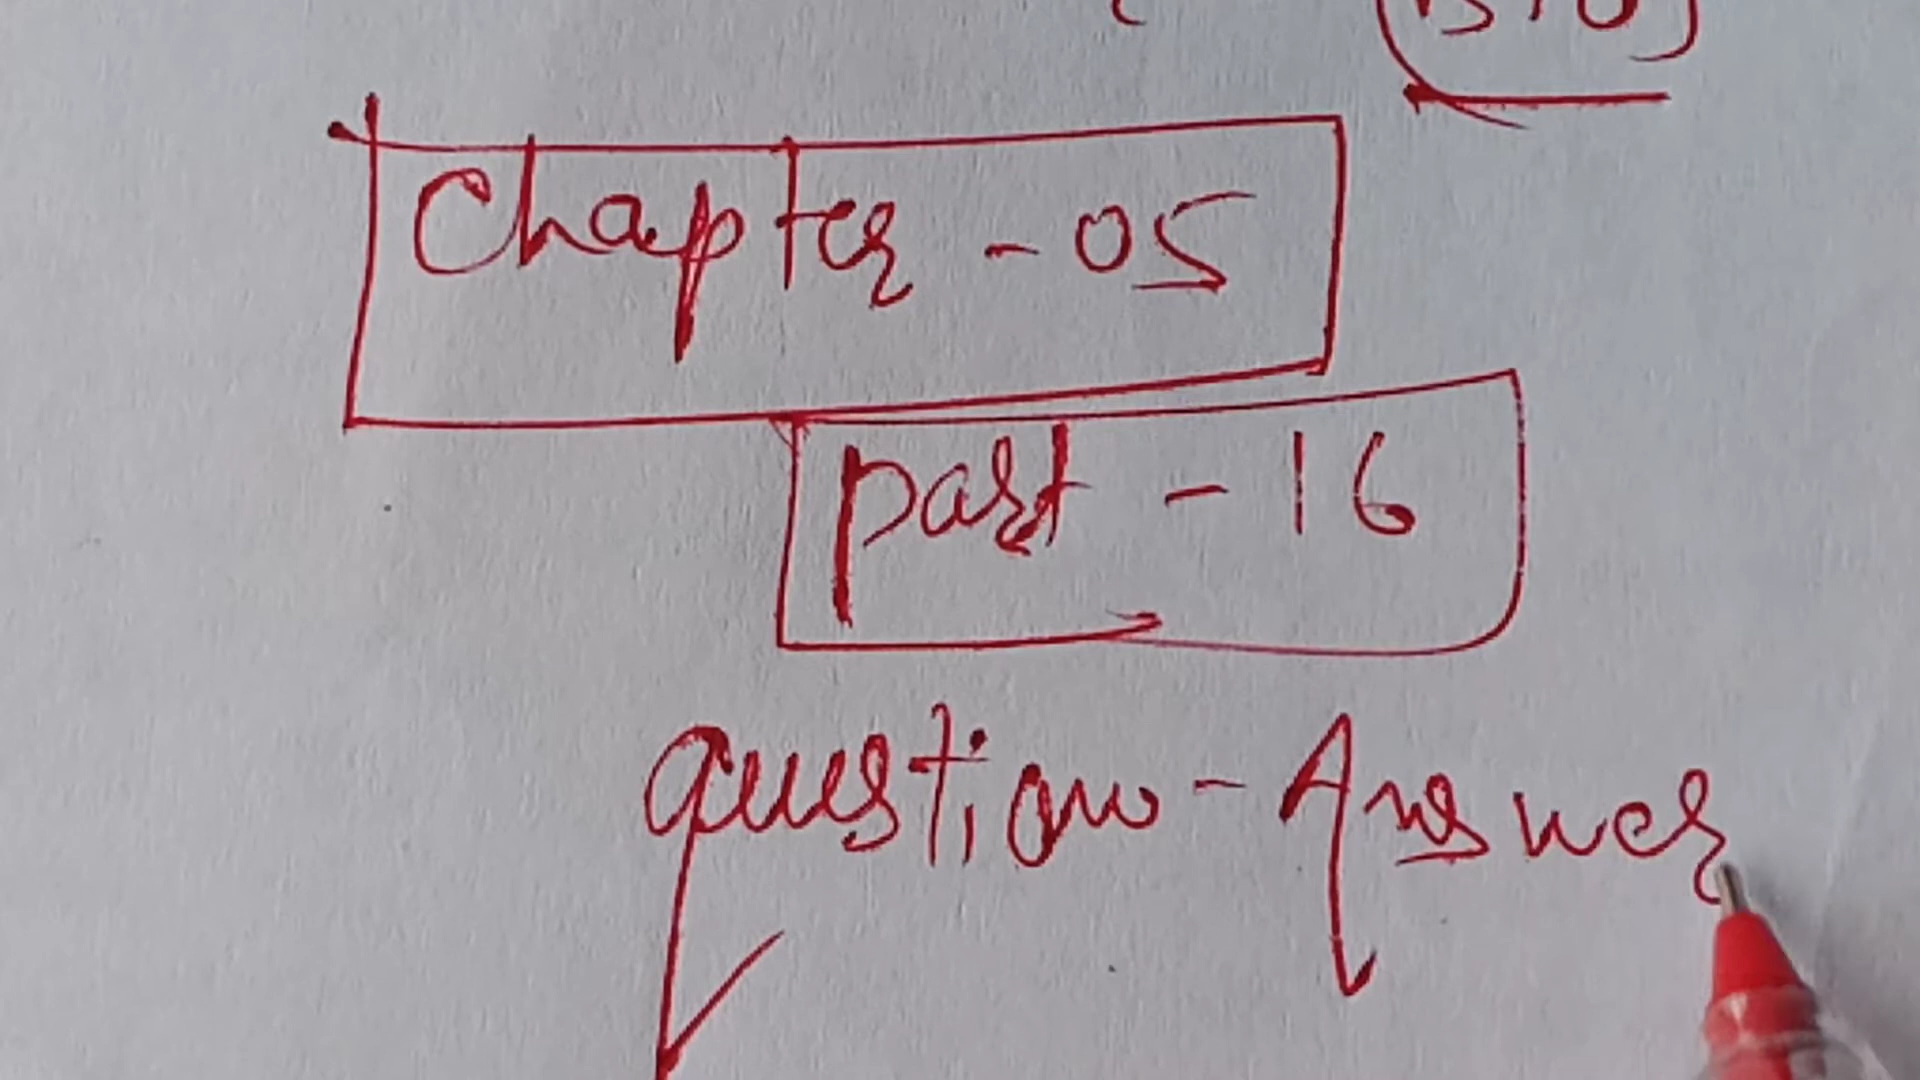 Chapter - 05
part - 16
question - Answer